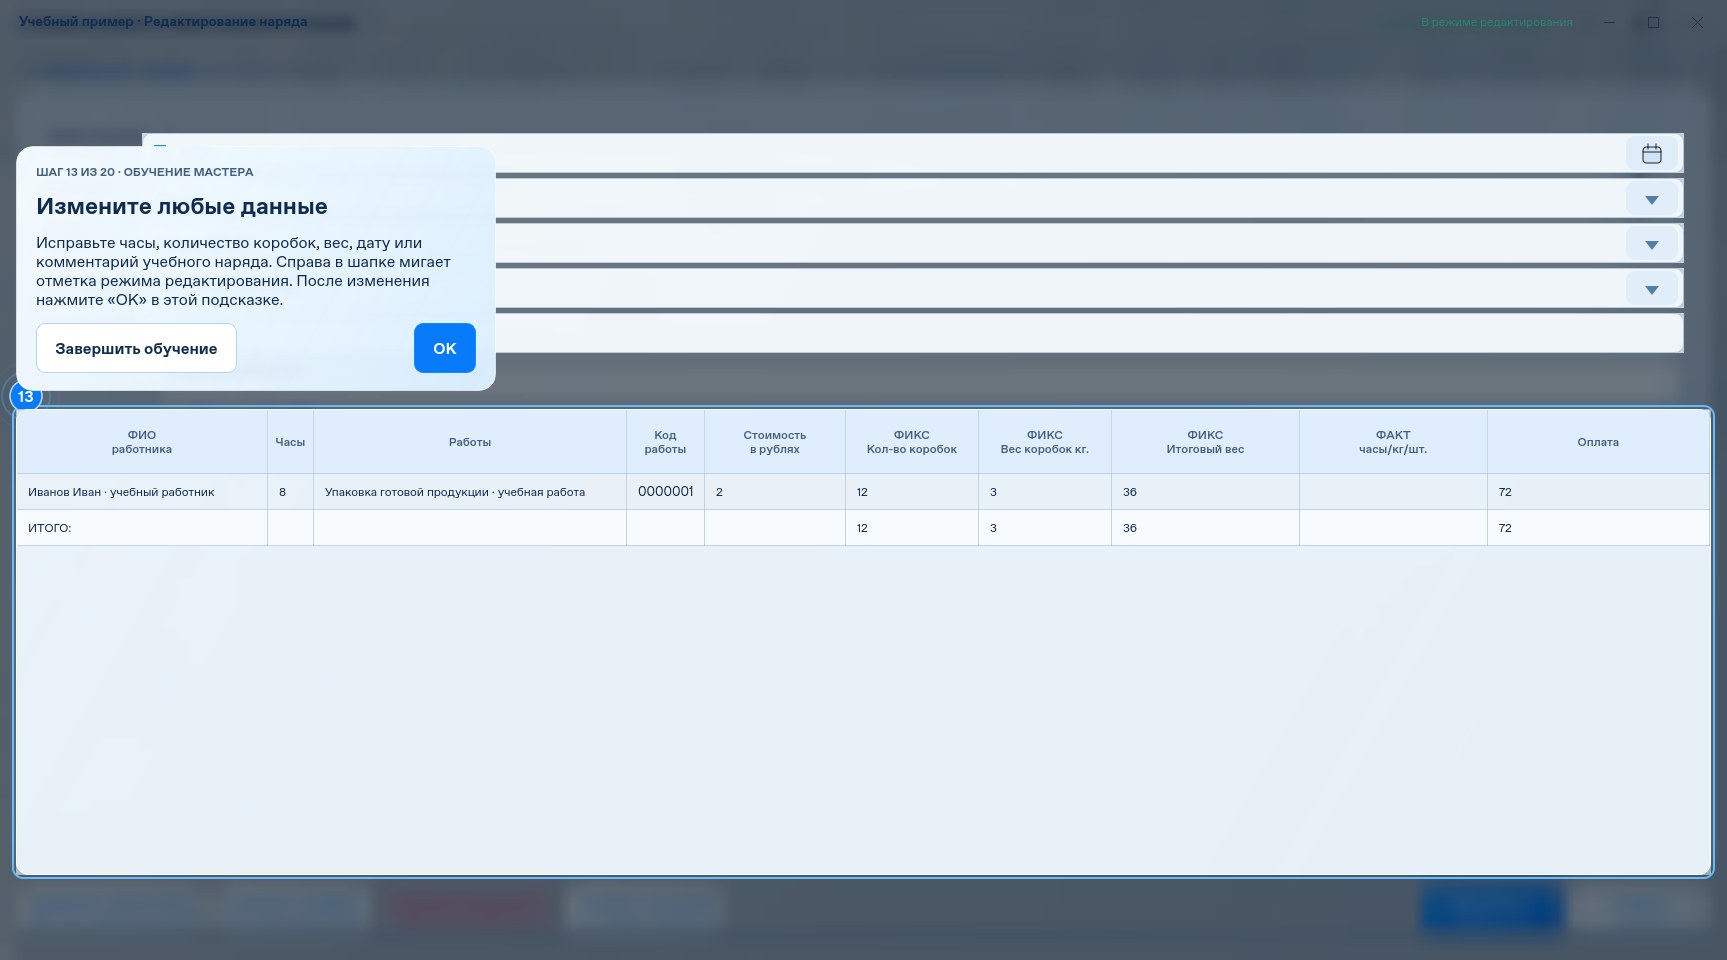 Учебный пример · Редактирование наряда
В режиме редактирования
ШАГ 13 ИЗ 20 · ОБУЧЕНИЕ МАСТЕРА
Измените любые данные
Исправьте часы, количество коробок, вес, дату или
комментарий учебного наряда. Справа в шапке мигает
отметка режима редактирования. После изменения
нажмите «ОК» в этой подсказке.
Завершить обучение
ОК
13
ФИО работника
Часы
Работы
Код работы
Стоимость в рублях
ФИКС Кол-во коробок
ФИКС Вес коробок кг.
ФИКС Итоговый вес
ФАКТ часы/кг/шт.
Оплата
Иванов Иван · учебный работник 8 Упаковка готовой продукции · учебная работа 0000001 2 12 3 36 72
ИТОГО: 12 3 36 72